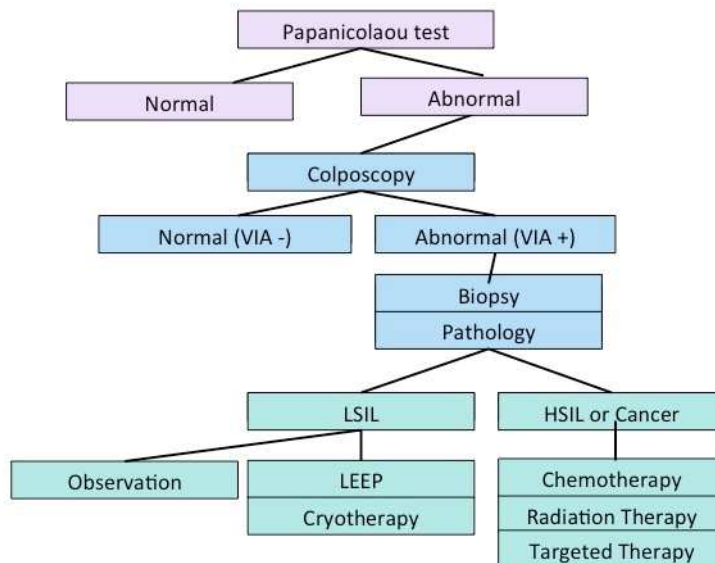 Papanicolaou test
Normal
Abnormal
Colposcopy
Normal (VIA -)
Abnormal (VIA +)
Biopsy
Pathology
LSIL
HSIL or Cancer
Observation
LEEP
Cryotherapy
Chemotherapy
Radiation Therapy
Targeted Therapy